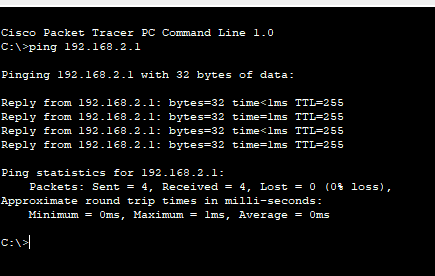 Cisco Packet Tracer PC Command Line 1.0
C:\>ping 192.168.2.1
Pinging 192.168.2.1 with 32 bytes of data:
Reply from 192.168.2.1: bytes=32 time<1ms TTL=255
Reply from 192.168.2.1: bytes=32 time=1ms TTL=255
Reply from 192.168.2.1: bytes=32 time<1ms TTL=255
Reply from 192.168.2.1: bytes=32 time=1ms TTL=255
Ping statistics for 192.168.2.1:
Packets: Sent = 4, Received = 4, Lost = 0 (0% loss),
Approximate round trip times in milli-seconds:
Minimum = 0ms, Maximum = 1ms, Average = 0ms
C:\>